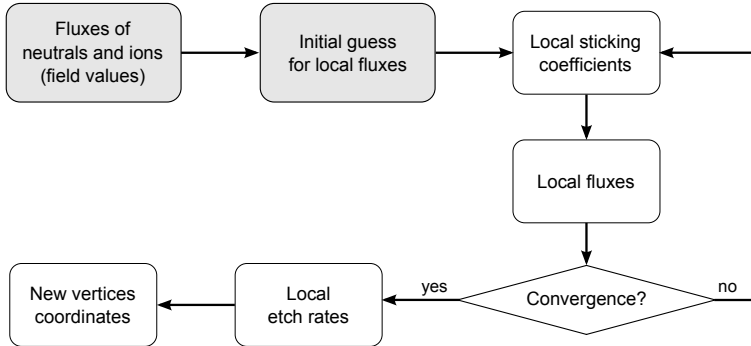 Fluxes of
neutrals and ions
(field values)
Initial guess
for local fluxes
Local sticking
coefficients
Local fluxes
Convergence?
yes
no
Local
etch rates
New vertices
coordinates